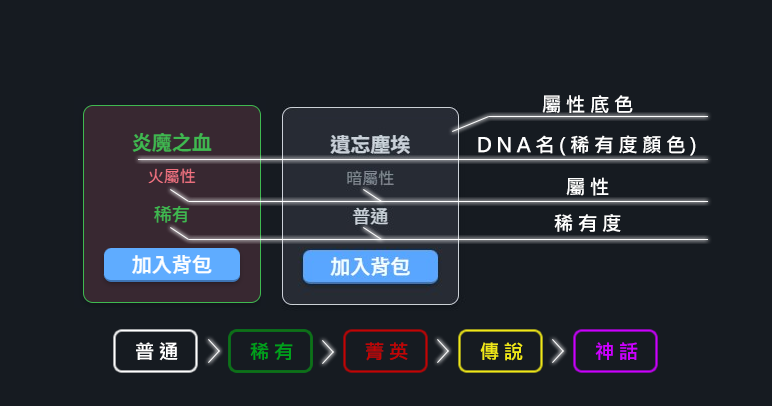 屬性底色
炎魔之血
遺忘塵埃
DNA名(稀有度顏色)
火屬性
暗屬性
屬性
稀有
普通
稀有度
加入背包
加入背包
普通
稀有
菁英
傳說
神話